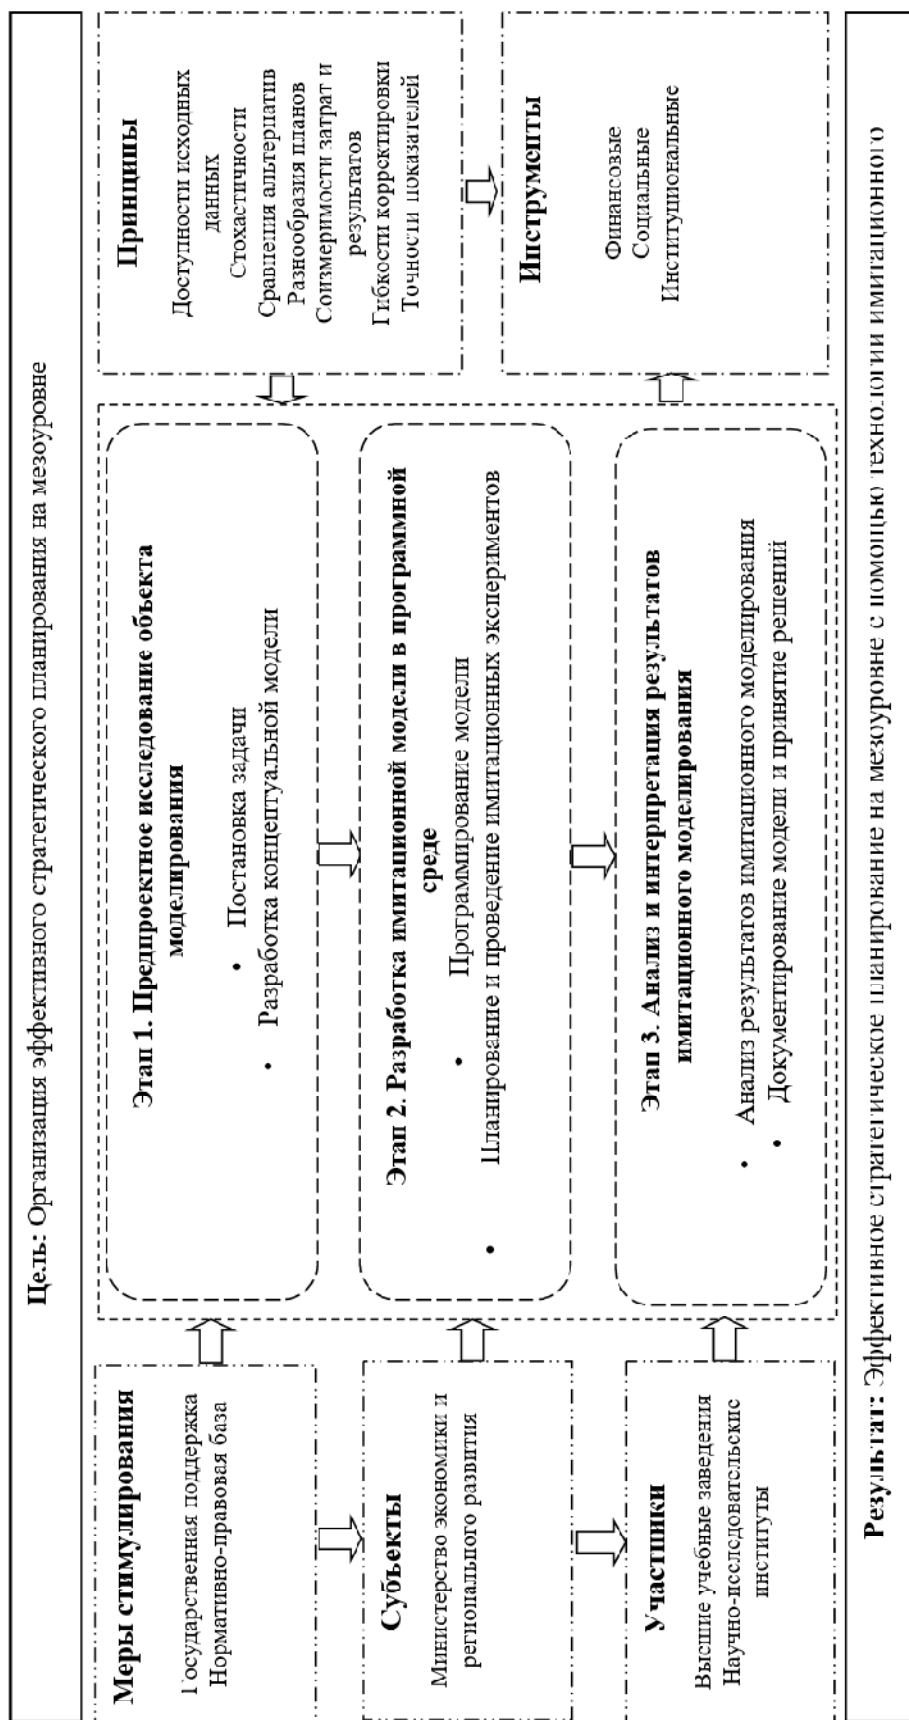 Цель: Организация эффективного стратегического планирования на мезоуровне
Меры стимулирования
Государственная поддержка
Нормативно-правовая база
Субъекты
Министерство экономики и
регионального развития
Участники
Высшие учебные заведения
Научно-исследовательские
институты
Этап 1. Предпроектное исследование объекта
моделирования
• Постановка задачи
• Разработка концептуальной модели
Этап 2. Разработка имитационной модели в программной
среде
• Программирование модели
• Планирование и проведение имитационных экспериментов
Этап 3. Анализ и интерпретация результатов
имитационного моделирования
• Анализ результатов имитационного моделирования
• Документирование модели и принятие решений
Принципы
Доступности исходных
данных
Стохастичности
Сравнения альтернатив
Разнообразия планов
Соизмеримости затрат и
результатов
Гибкости корректировки
Точности показателей
Инструменты
Финансовые
Социальные
Институциональные
Результат: Эффективное стратегическое планирование на мезоуровне с помощью технологии имитационного